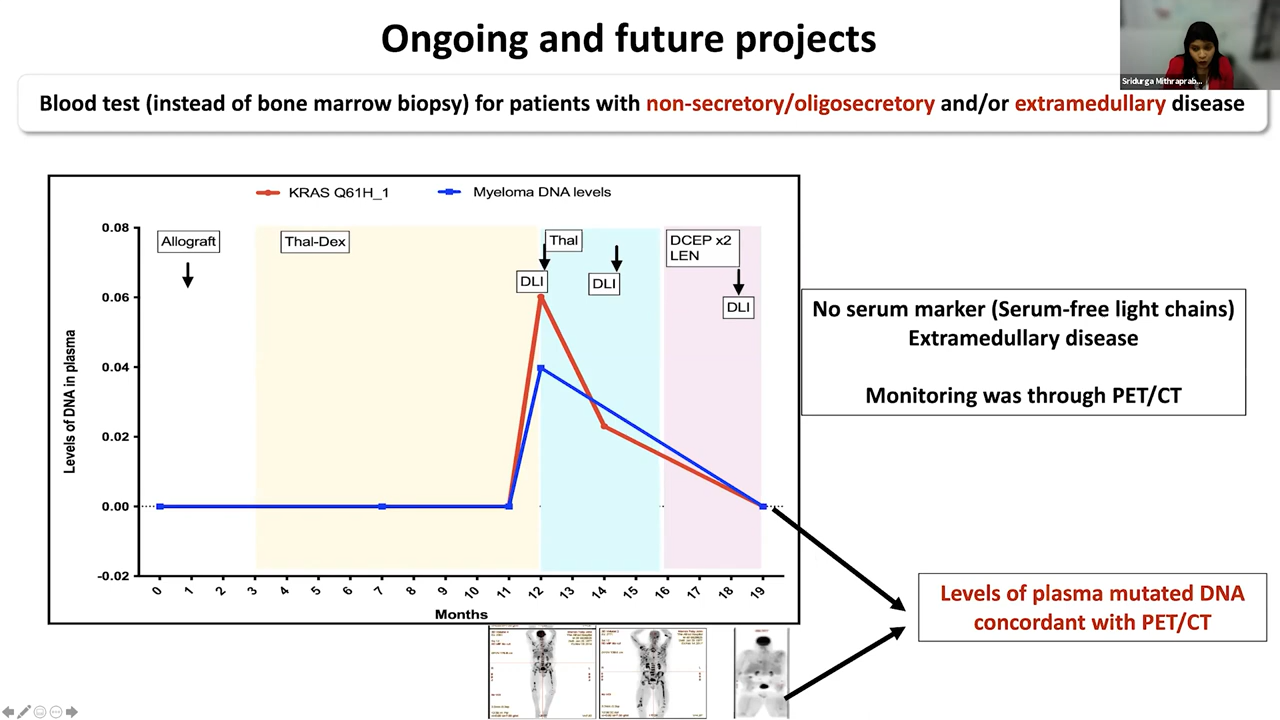 Ongoing and future projects
Sridurga Mithraprab...
Blood test (instead of bone marrow biopsy) for patients with non-secretory/oligosecretory and/or extramedullary disease
KRAS Q61H_1
Myeloma DNA levels
Levels of DNA in plasma
0.08
0.06
0.04
0.02
0.00
-0.02
Allograft
Thal-Dex
Thal
DLI
DLI
DCEP x2
LEN
DLI
0 1 2 3 4 5 6 7 8 9 10 11 12 13 14 15 16 17 18 19
Months
No serum marker (Serum-free light chains)
Extramedullary disease
Monitoring was through PET/CT
Levels of plasma mutated DNA
concordant with PET/CT